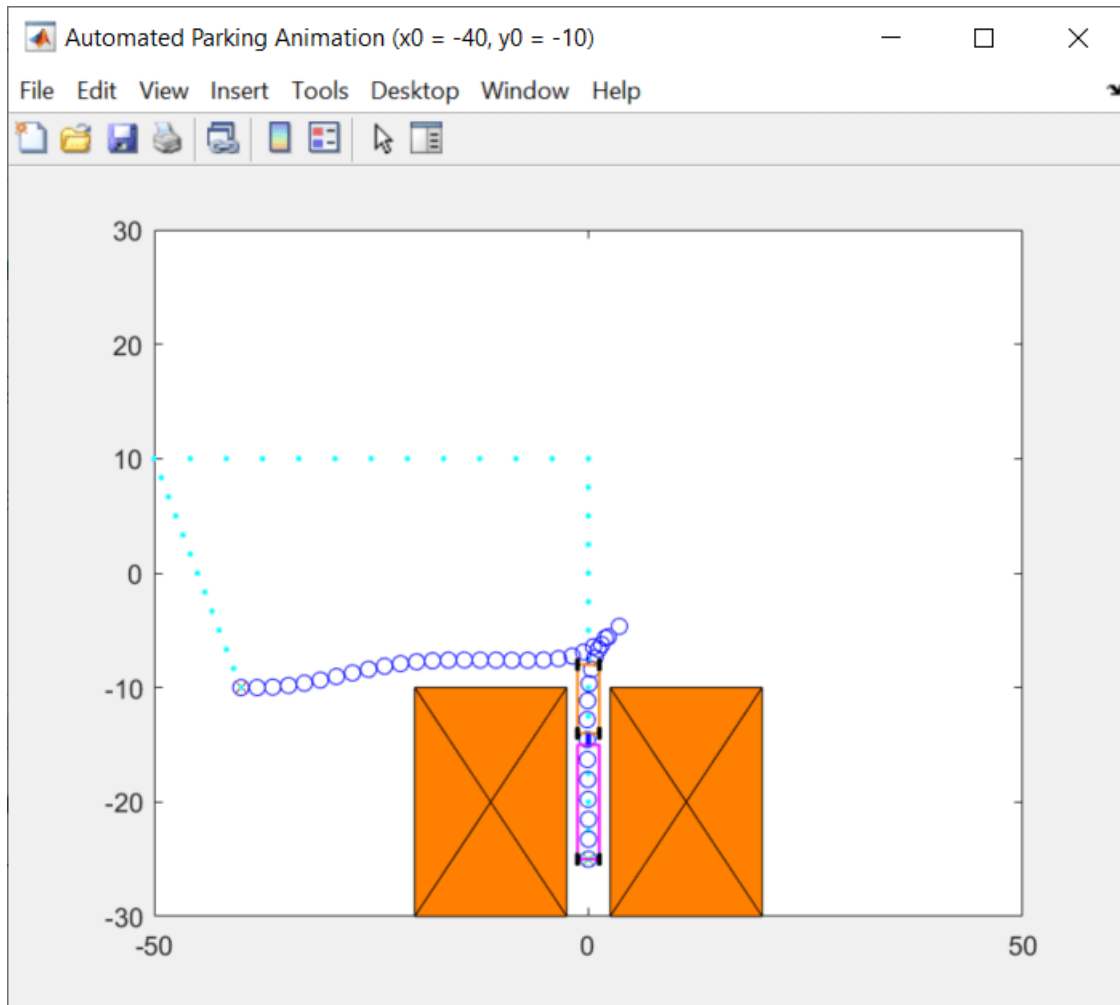 Automated Parking Animation (x0 = -40, y0 = -10)
File Edit View Insert Tools Desktop Window Help
30
20
10
0
-10
-20
-30
-50 0 50